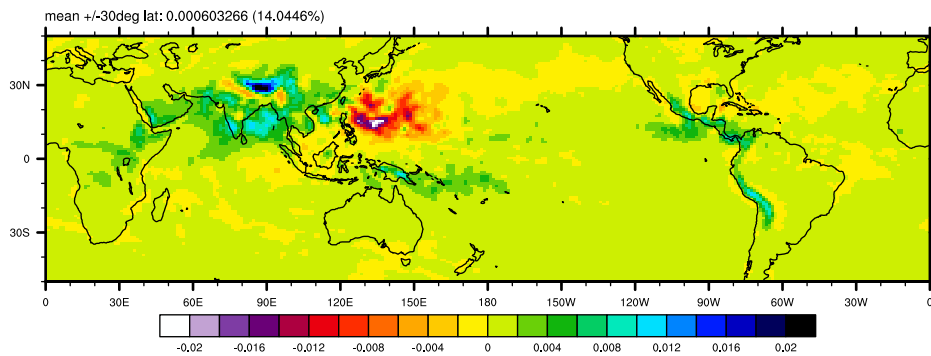 mean +/-30deg lat: 0.000603266 (14.0446%)
30N
0
30S
0 30E 60E 90E 120E 150E 180 150W 120W 90W 60W 30W 0
-0.02 -0.016 -0.012 -0.008 -0.004 0 0.004 0.008 0.012 0.016 0.02